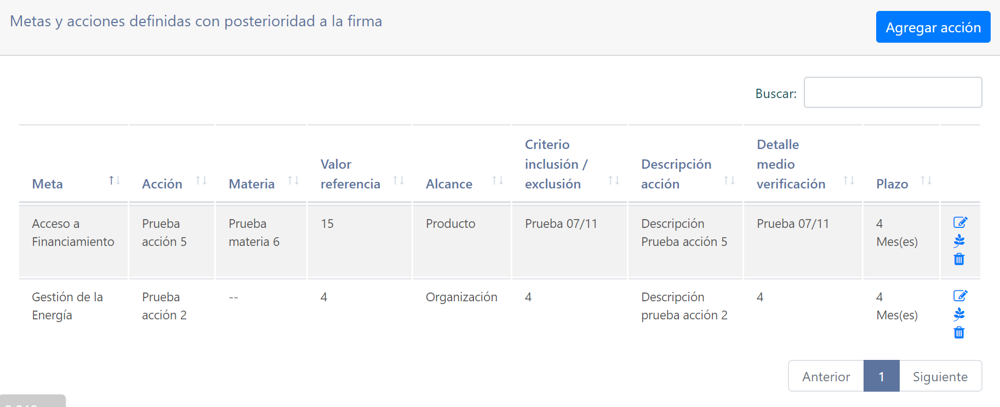 Metas y acciones definidas con posterioridad a la firma
Agregar acción
Buscar:
Meta
Acción
Materia
Valor
referencia
Alcance
Criterio
inclusión /
exclusión
Descripción
acción
Detalle
medio
verificación
Plazo
Acceso a
Financiamiento
Prueba
acción 5
Prueba
materia 6
15
Producto
Prueba 07/11
Descripción
Prueba acción 5
Prueba 07/11
4
Mes(es)
Gestión de la
Energía
Prueba
acción 2
--
4
Organización
4
Descripción
prueba acción 2
4
4
Mes(es)
Anterior
1
Siguiente